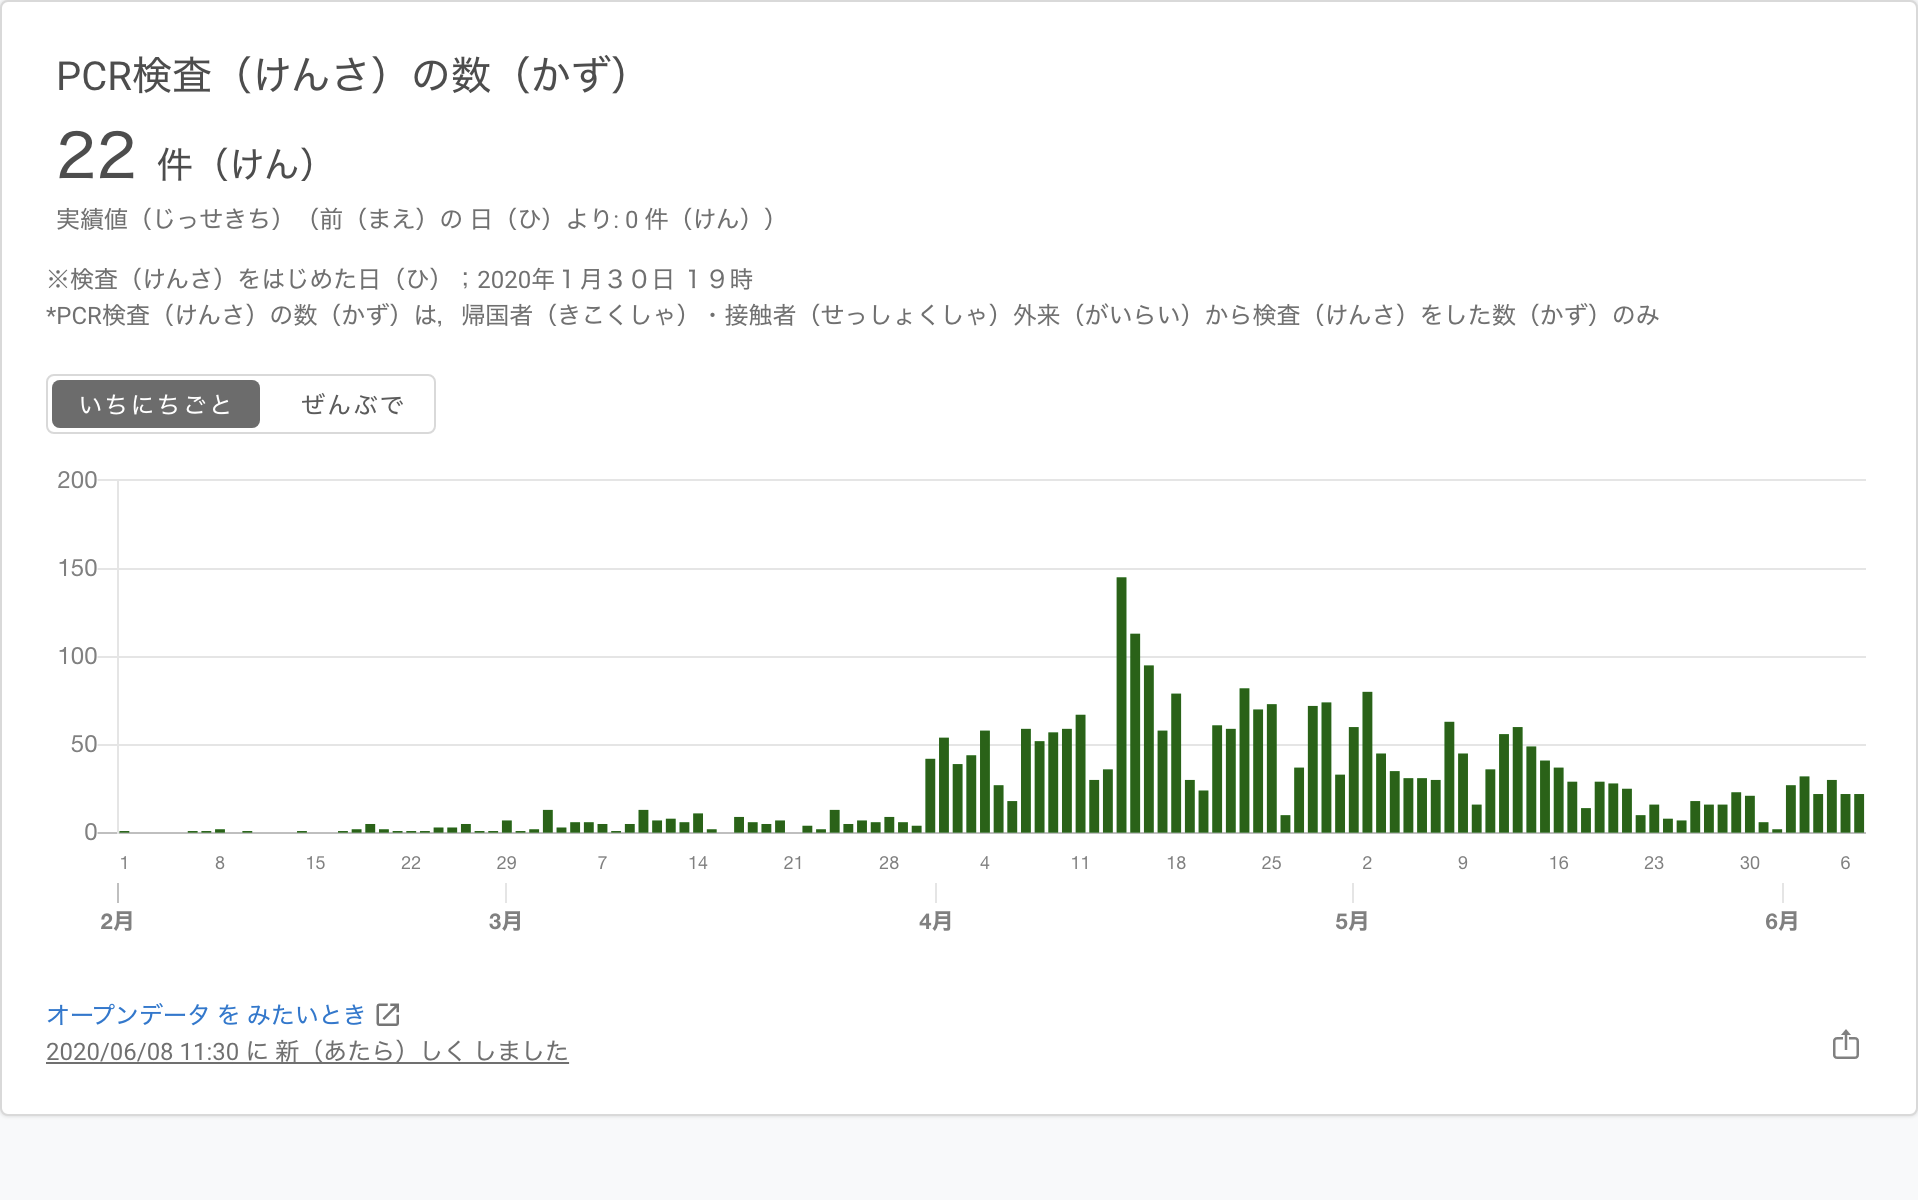 PCR検査（けんさ）の数（かず）
22 件（けん）
実績値（じっせきち）（前（まえ）の 日（ひ）より: 0 件（けん））
※検査（けんさ）をはじめた日（ひ）；2020年１月３０日 １９時
*PCR検査（けんさ）の数（かず）は，帰国者（きこくしゃ）・接触者（せっしょくしゃ）外来（がいらい）から検査（けんさ）をした数（かず）のみ
いちにちごと ぜんぶで
200
150
100
50
0
1 8 15 22 29 7 14 21 28 4 11 18 25 2 9 16 23 30 6
2月 3月 4月 5月 6月
オープンデータ を みたいとき
2020/06/08 11:30 に 新（あたら）しく しました